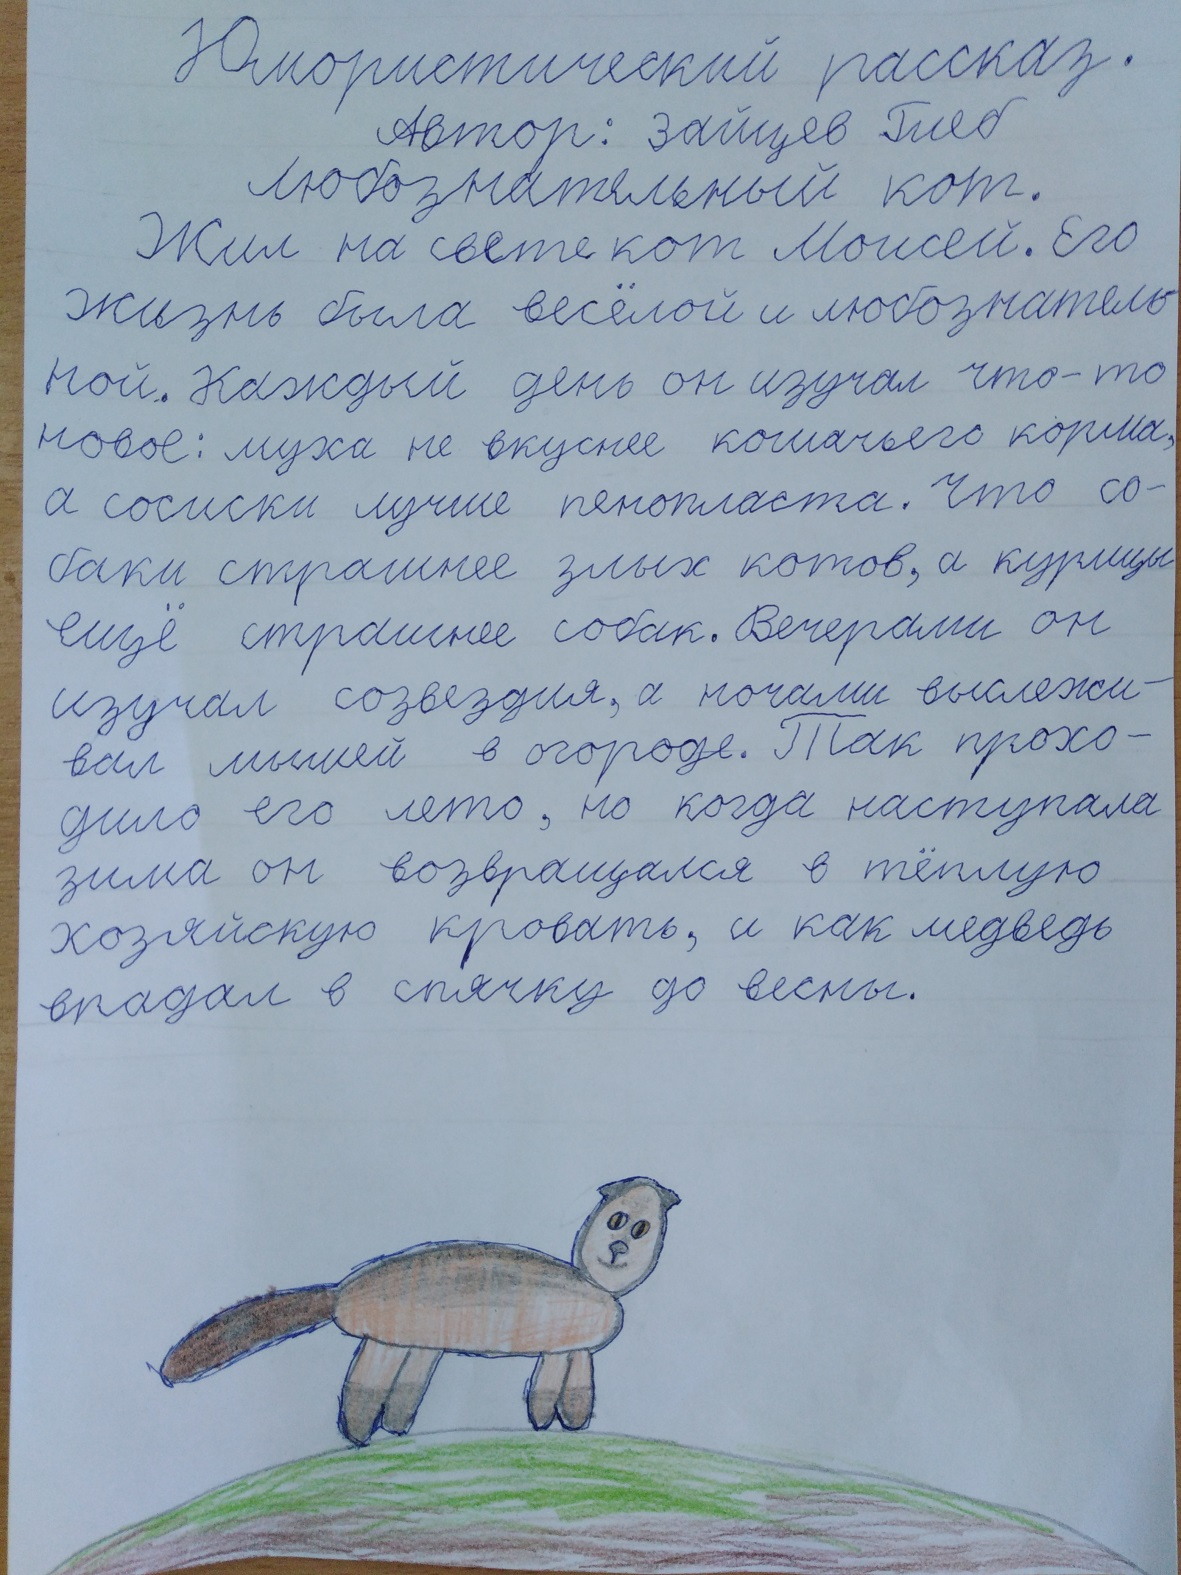 Юмористический рассказ.
Автор: Зайцев Глеб
Любознательный кот.
Жил на свете кот Моисей. Его
жизнь была весёлой и любознатель
ной. Каждый день он изучал что-то
новое: муха не вкуснее кошачьего корма,
а сосиски лучше пенопласта. Что со-
баки страшнее злых котов, а курицы
ещё страшнее собак. Вечерами он
изучал созвездия, а ночами выслежи-
вал мышей в огороде. Так прохо-
дило его лето, но когда наступала
зима он возвращался в тёплую
хозяйскую кровать, и как медведь
впадал в спячку до весны.